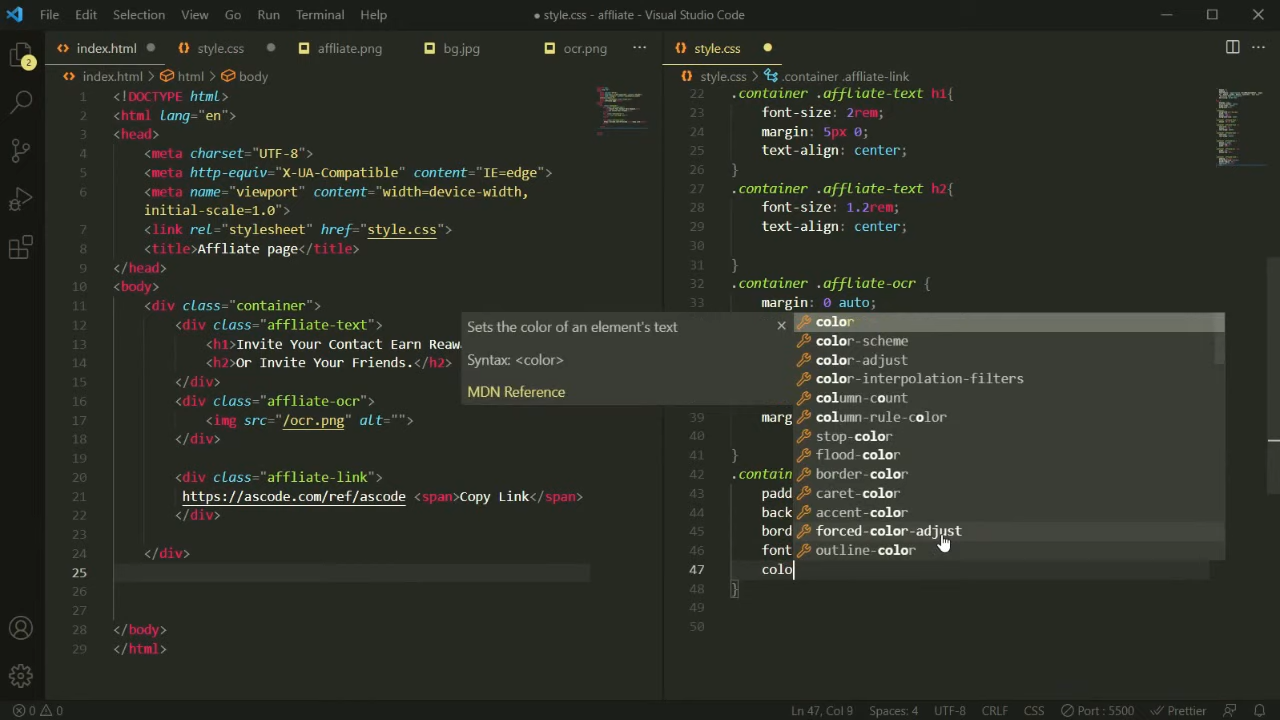 File Edit Selection View Go Run Terminal Help
● style.css - affliate - Visual Studio Code
index.html style.css affliate.png bg.jpg ocr.png
index.html > html > body
2
1 <!DOCTYPE html>
2 <html lang="en">
3 <head>
4 <meta charset="UTF-8">
5 <meta http-equiv="X-UA-Compatible" content="IE=edge">
6 <meta name="viewport" content="width=device-width,
initial-scale=1.0">
7 <link rel="stylesheet" href="style.css">
8 <title>Affliate page</title>
9 </head>
10 <body>
11 <div class="container">
12 <div class="affliate-text">
13 <h1>Invite Your Contact Earn Reaw
14 <h2>Or Invite Your Friends.</h2>
15 </div>
16 <div class="affliate-ocr">
17 <img src="/ocr.png" alt="">
18 </div>
19
20 <div class="affliate-link">
21 https://ascode.com/ref/ascode <span>Copy Link</span>
22 </div>
23
24 </div>
25
26
27
28 </body>
29 </html>
style.css
style.css > .container .affliate-link
22 .container .affliate-text h1{
23 font-size: 2rem;
24 margin: 5px 0;
25 text-align: center;
26 }
27 .container .affliate-text h2{
28 font-size: 1.2rem;
29 text-align: center;
30
31 }
32 .container .affliate-ocr {
33 margin: 0 auto;
Sets the color of an element's text
Syntax: <color>
MDN Reference
color
color-scheme
color-adjust
color-interpolation-filters
column-count
column-rule-color
stop-color
flood-color
border-color
caret-color
accent-color
forced-color-adjust
outline-color
39 marg
40
41 }
42 .contain
43 padd
44 back
45 bord
46 font
47 colo
48 }
49
50
0 0
Ln 47, Col 9 Spaces: 4 UTF-8 CRLF CSS Port : 5500 Prettier